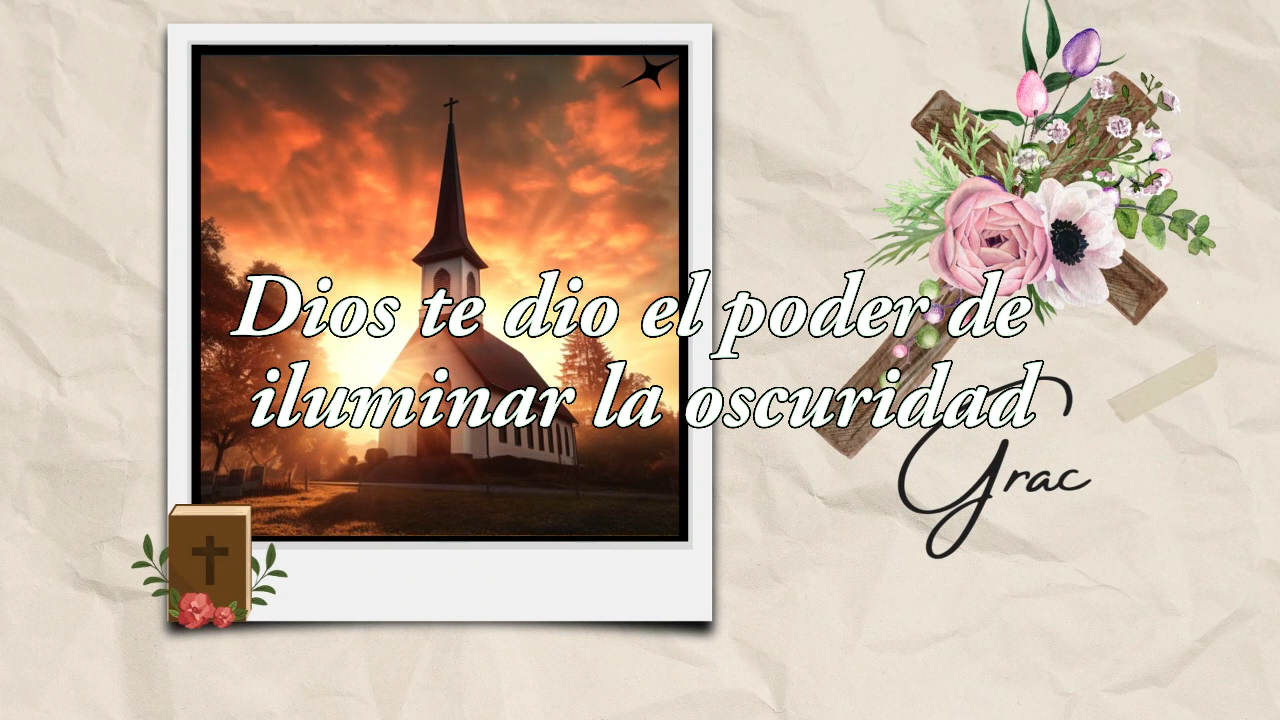 Dios te dio el poder de
iluminar la oscuridad
Grac